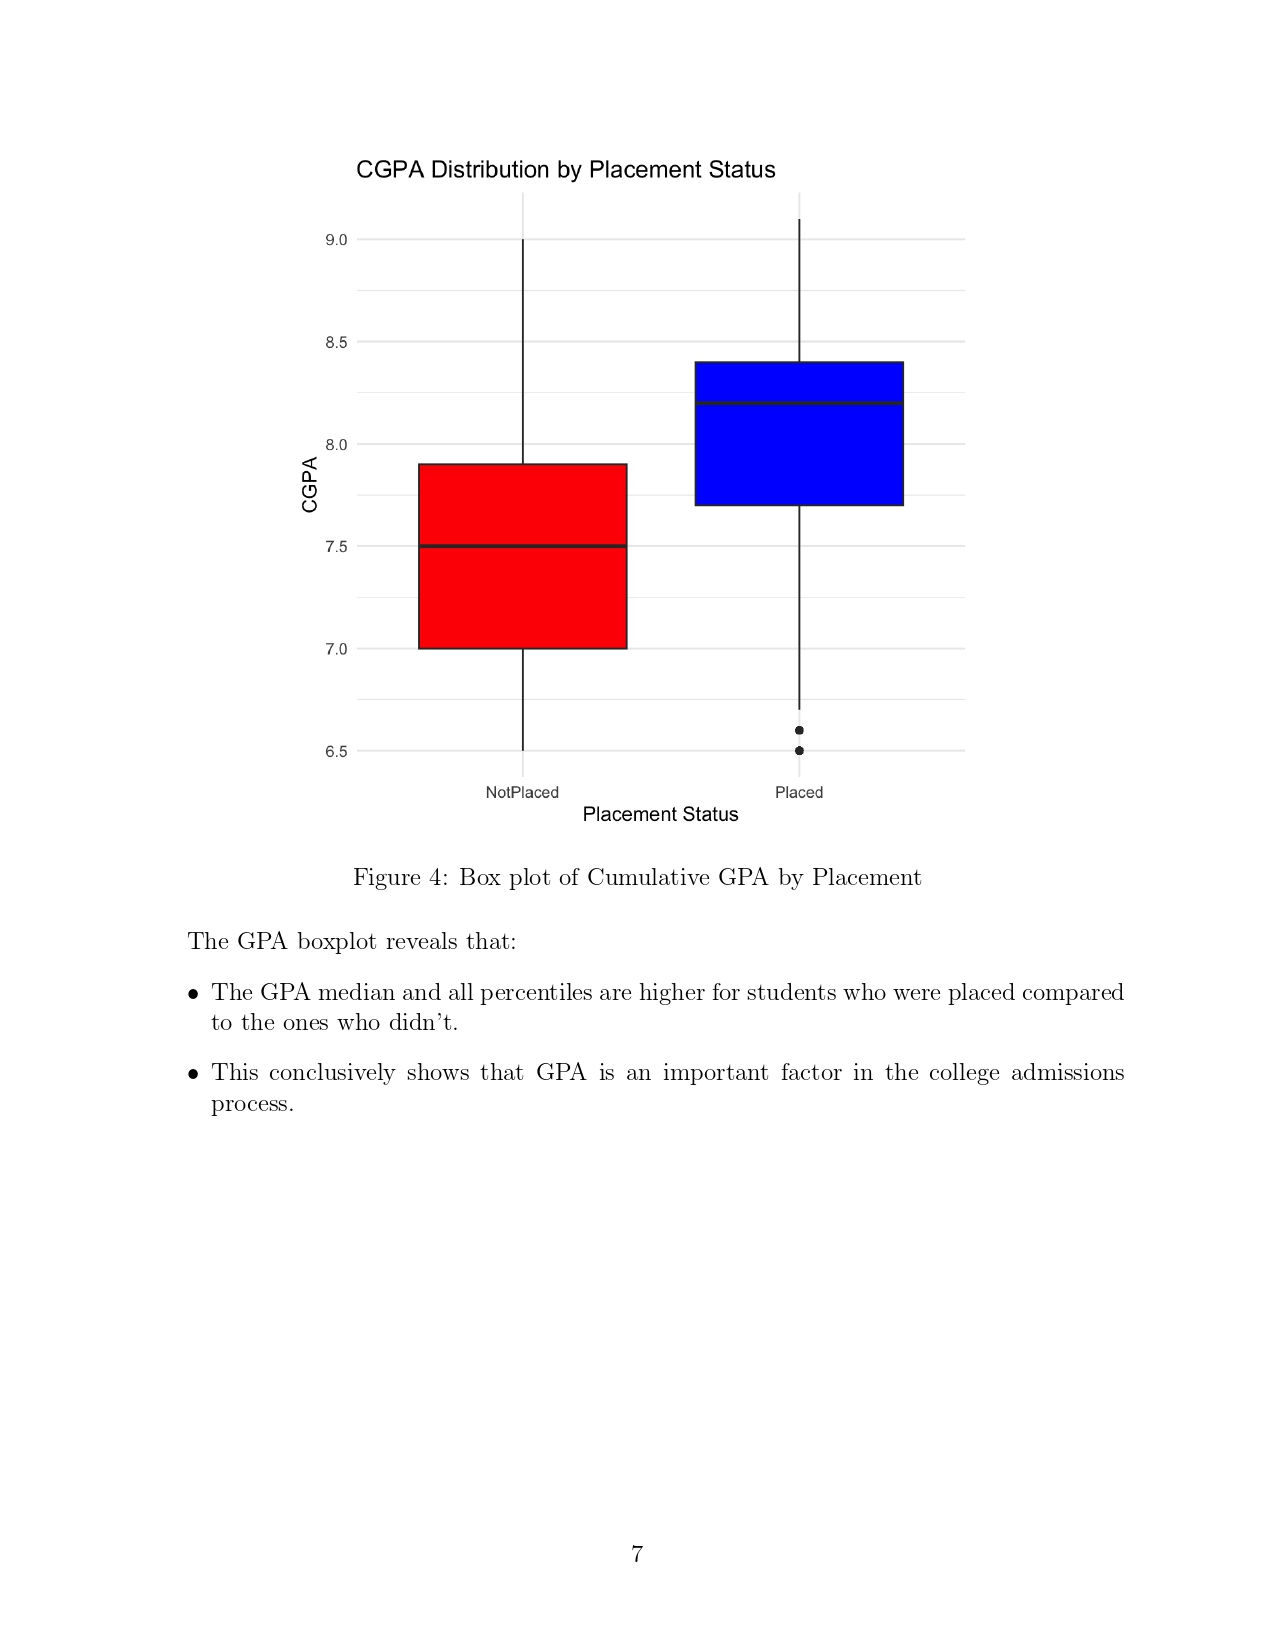 CGPA Distribution by Placement Status
9.0
8.5
8.0
7.5
7.0
6.5
CGPA
NotPlaced
Placed
Placement Status
Figure 4: Box plot of Cumulative GPA by Placement
The GPA boxplot reveals that:
• The GPA median and all percentiles are higher for students who were placed compared
to the ones who didn't.
• This conclusively shows that GPA is an important factor in the college admissions
process.
7